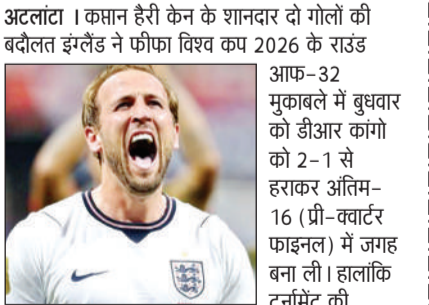 अटलांटा । कप्तान हैरी केन के शानदार दो गोलों की
बदौलत इंग्लैंड ने फीफा विश्व कप 2026 के राउंड
आफ-32
मुकाबले में बुधवार
को डीआर कांगो
को 2-1 से
हराकर अंतिम-
16 (प्री-क्वार्टर
फाइनल) में जगह
बना ली। हालांकि
टूर्नामेंट की